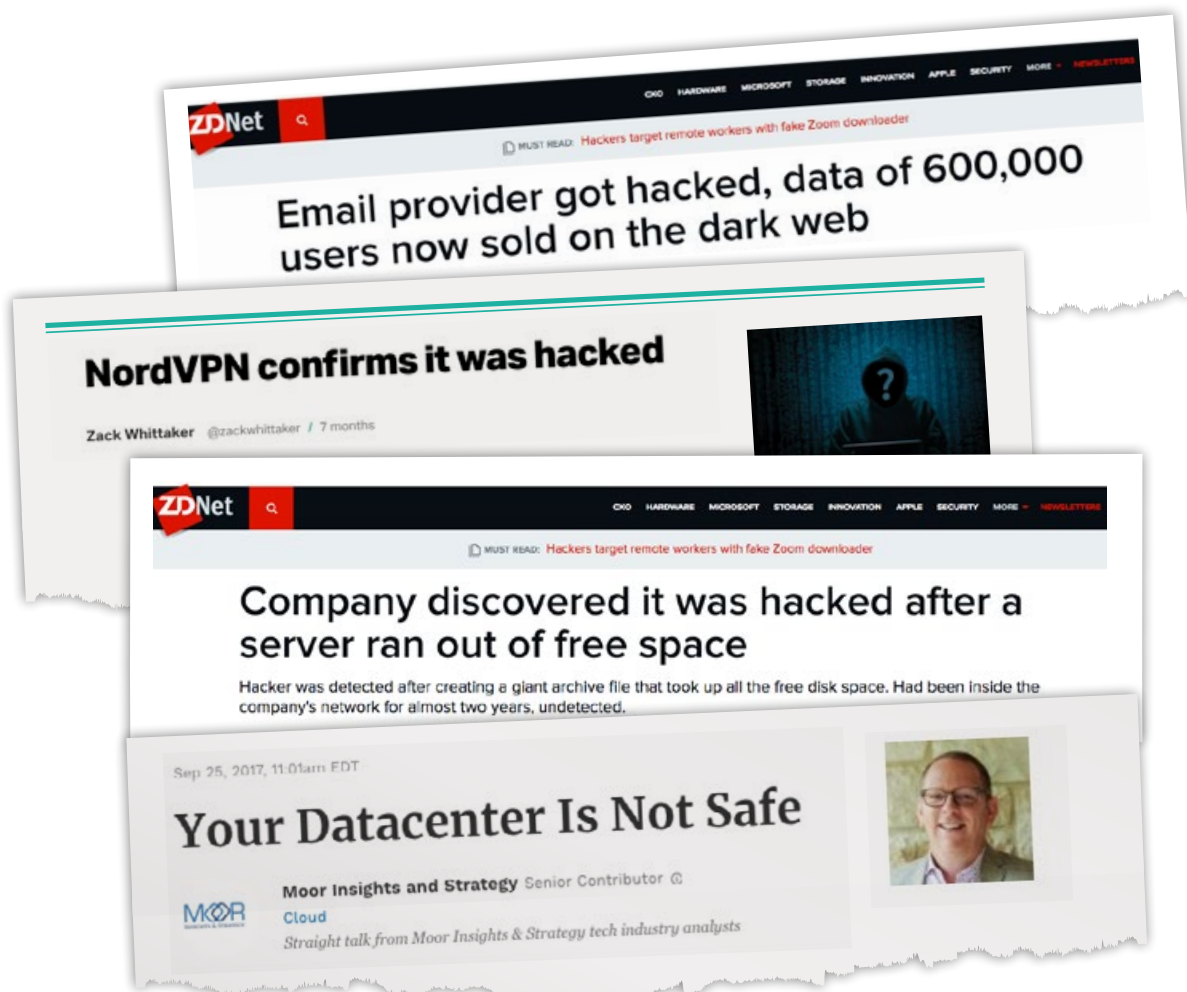 ZDNet
CXO HARDWARE MICROSOFT STORAGE INNOVATION APPLE SECURITY MORE NEWSLETTERS
MUST READ: Hackers target remote workers with fake Zoom downloader
Email provider got hacked, data of 600,000
users now sold on the dark web
NordVPN confirms it was hacked
Zack Whittaker @zackwhittaker / 7 months
?
ZDNet
CXO HARDWARE MICROSOFT STORAGE INNOVATION APPLE SECURITY MORE NEWSLETTERS
MUST READ: Hackers target remote workers with fake Zoom downloader
Company discovered it was hacked after a
server ran out of free space
Hacker was detected after creating a giant archive file that took up all the free disk space. Had been inside the
company's network for almost two years, undetected.
Sep 25, 2017, 11:01am EDT
Your Datacenter Is Not Safe
MOOR
INSIGHTS & STRATEGY
Moor Insights and Strategy Senior Contributor
Cloud
Straight talk from Moor Insights & Strategy tech industry analysts